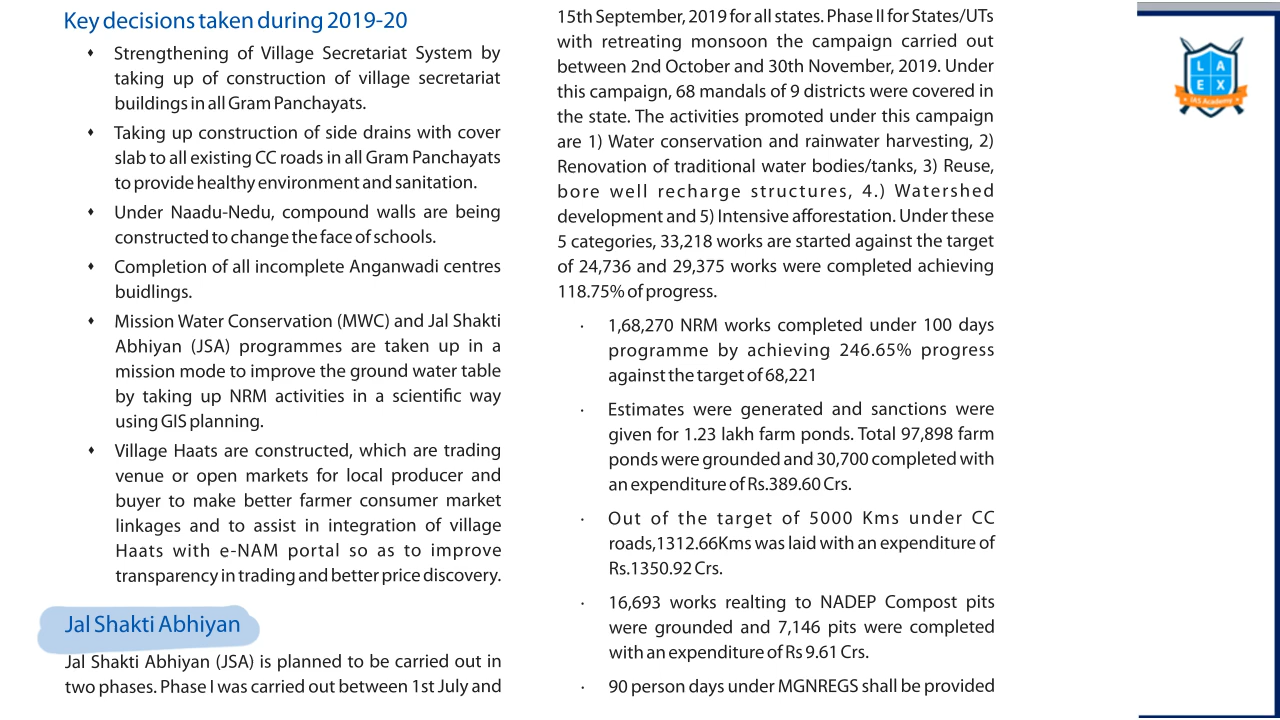 Key decisions taken during 2019-20
⬧ Strengthening of Village Secretariat System by
taking up of construction of village secretariat
buildings in all Gram Panchayats.
⬧ Taking up construction of side drains with cover
slab to all existing CC roads in all Gram Panchayats
to provide healthy environment and sanitation.
⬧ Under Naadu-Nedu, compound walls are being
constructed to change the face of schools.
⬧ Completion of all incomplete Anganwadi centres
buidlings.
⬧ Mission Water Conservation (MWC) and Jal Shakti
Abhiyan (JSA) programmes are taken up in a
mission mode to improve the ground water table
by taking up NRM activities in a scientific way
using GIS planning.
⬧ Village Haats are constructed, which are trading
venue or open markets for local producer and
buyer to make better farmer consumer market
linkages and to assist in integration of village
Haats with e-NAM portal so as to improve
transparency in trading and better price discovery.
Jal Shakti Abhiyan
Jal Shakti Abhiyan (JSA) is planned to be carried out in
two phases. Phase I was carried out between 1st July and
15th September, 2019 for all states. Phase II for States/UTs
with retreating monsoon the campaign carried out
between 2nd October and 30th November, 2019. Under
this campaign, 68 mandals of 9 districts were covered in
the state. The activities promoted under this campaign
are 1) Water conservation and rainwater harvesting, 2)
Renovation of traditional water bodies/tanks, 3) Reuse,
bore well recharge structures, 4.) Watershed
development and 5) Intensive afforestation. Under these
5 categories, 33,218 works are started against the target
of 24,736 and 29,375 works were completed achieving
118.75% of progress.
· 1,68,270 NRM works completed under 100 days
programme by achieving 246.65% progress
against the target of 68,221
· Estimates were generated and sanctions were
given for 1.23 lakh farm ponds. Total 97,898 farm
ponds were grounded and 30,700 completed with
an expenditure of Rs.389.60 Crs.
· Out of the target of 5000 Kms under CC
roads,1312.66Kms was laid with an expenditure of
Rs.1350.92 Crs.
· 16,693 works realting to NADEP Compost pits
were grounded and 7,146 pits were completed
with an expenditure of Rs 9.61 Crs.
· 90 person days under MGNREGS shall be provided
L A
E X
IAS Academy